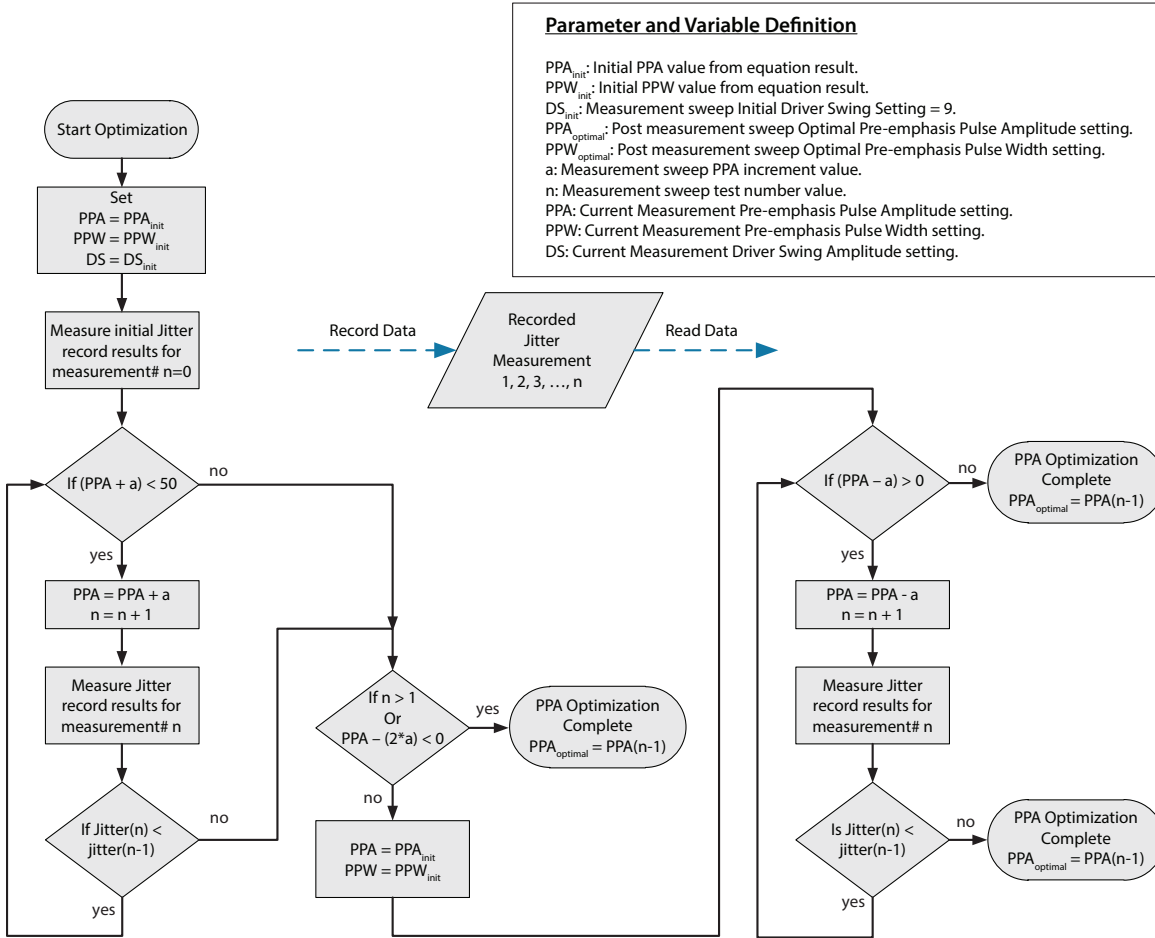 Parameter and Variable Definition
PPAinit: Initial PPA value from equation result.
PPWinit: Initial PPW value from equation result.
DSinit: Measurement sweep Initial Driver Swing Setting = 9.
PPAoptimal: Post measurement sweep Optimal Pre-emphasis Pulse Amplitude setting.
PPWoptimal: Post measurement sweep Optimal Pre-emphasis Pulse Width setting.
a: Measurement sweep PPA increment value.
n: Measurement sweep test number value.
PPA: Current Measurement Pre-emphasis Pulse Amplitude setting.
PPW: Current Measurement Pre-emphasis Pulse Width setting.
DS: Current Measurement Driver Swing Amplitude setting.
Start Optimization
Set
PPA = PPAinit
PPW = PPWinit
DS = DSinit
Measure initial Jitter
record results for
measurement# n=0
Record Data
Recorded
Jitter
Measurement
1, 2, 3, …, n
Read Data
If (PPA + a) < 50
no
yes
PPA = PPA + a
n = n + 1
Measure Jitter
record results for
measurement# n
If Jitter(n) <
jitter(n-1)
no
yes
If n > 1
Or
PPA – (2*a) < 0
yes
no
PPA Optimization
Complete
PPAoptimal = PPA(n-1)
PPA = PPAinit
PPW = PPWinit
If (PPA – a) > 0
no
yes
PPA Optimization
Complete
PPAoptimal = PPA(n-1)
PPA = PPA - a
n = n + 1
Measure Jitter
record results for
measurement# n
Is Jitter(n) <
jitter(n-1)
no
yes
PPA Optimization
Complete
PPAoptimal = PPA(n-1)